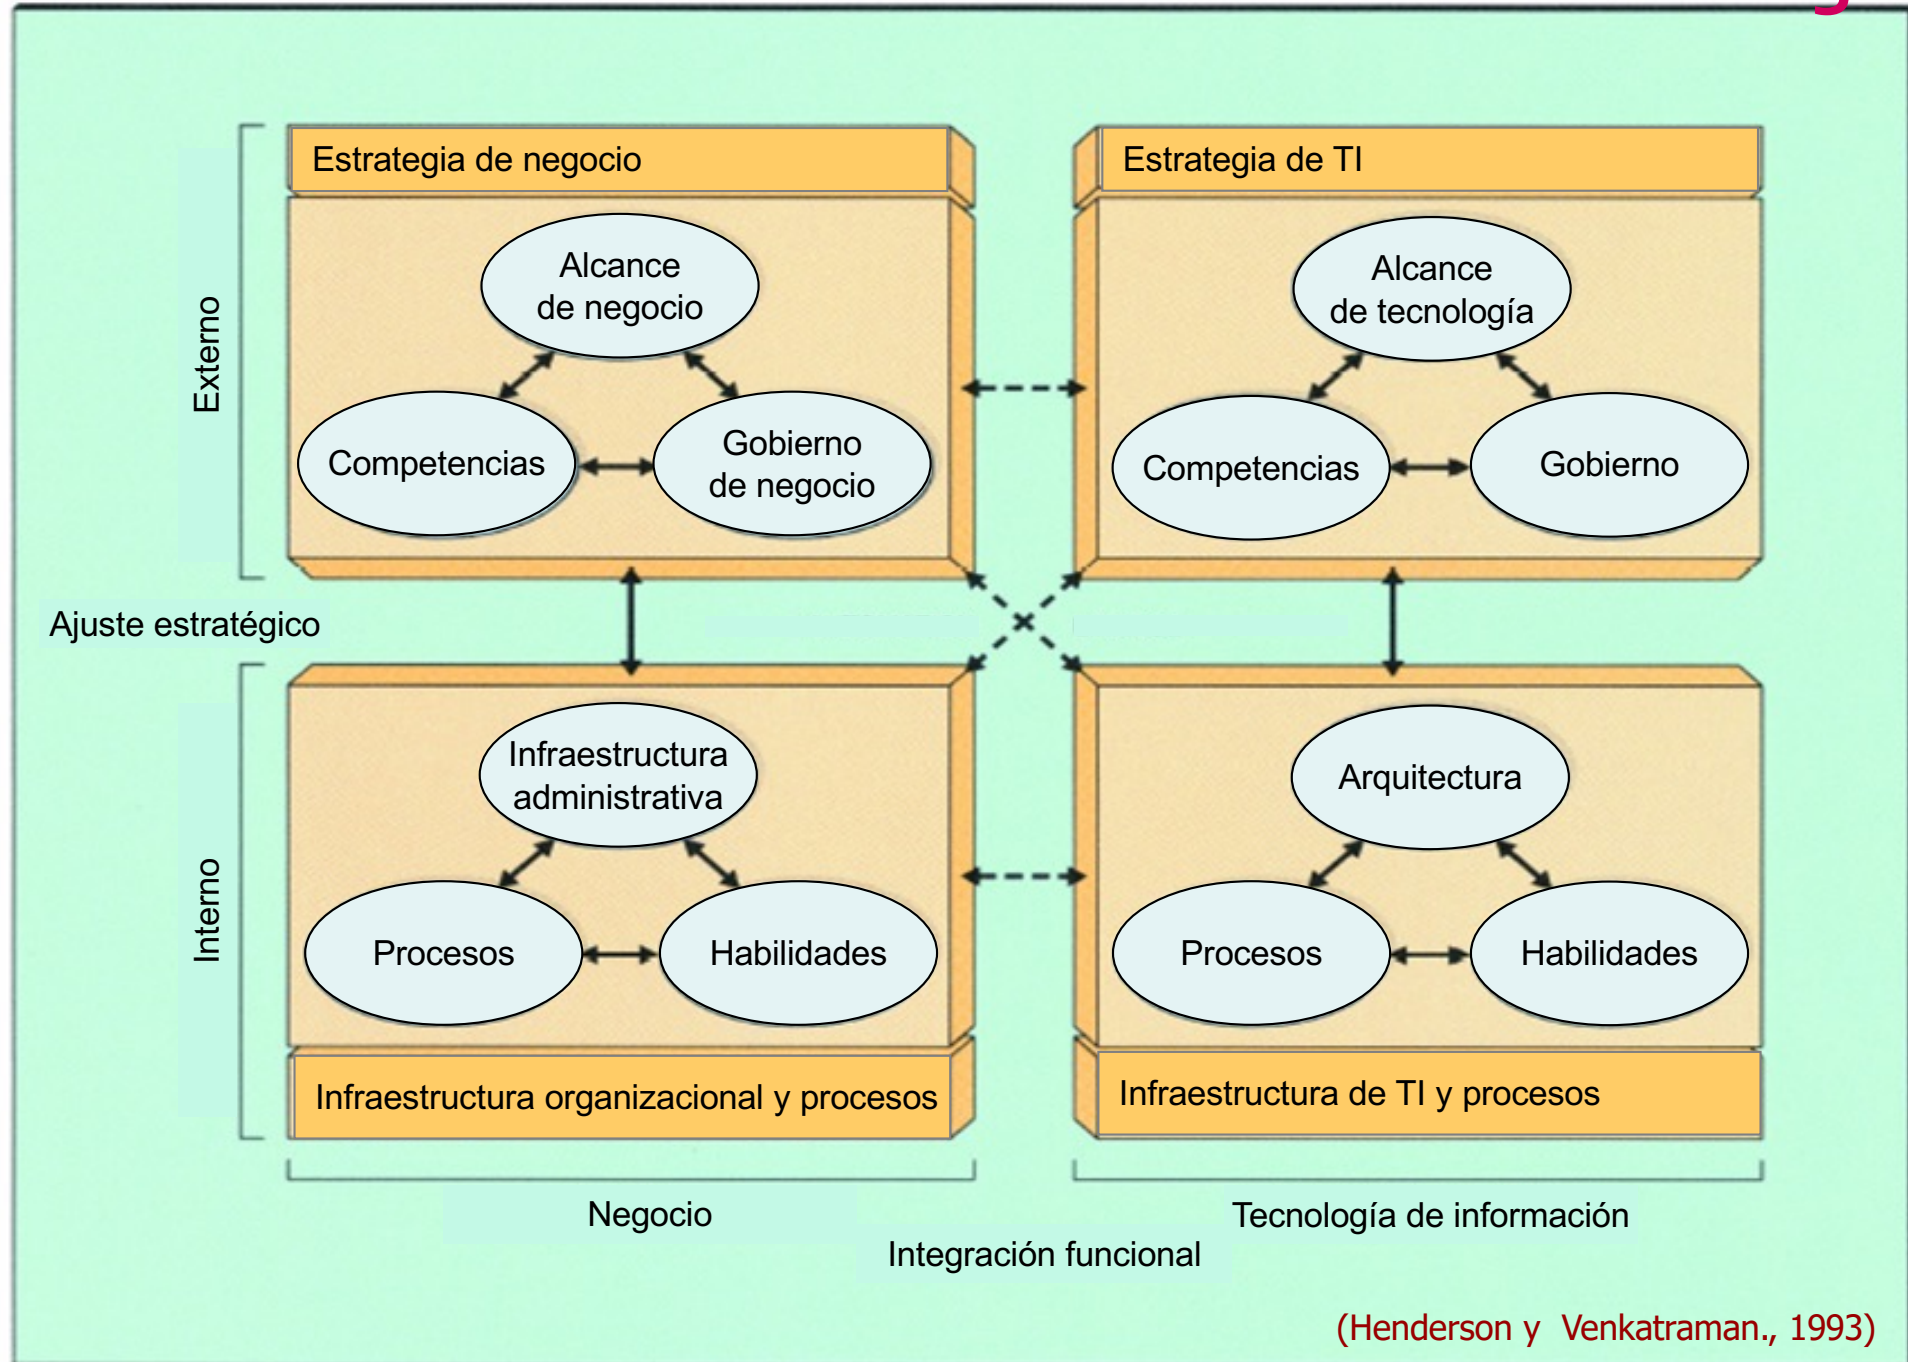 Estrategia de negocio
Estrategia de TI
Alcance
de negocio
Alcance
de tecnología
Externo
Competencias
Gobierno
de negocio
Competencias
Gobierno
Ajuste estratégico
Infraestructura
administrativa
Arquitectura
Interno
Procesos
Habilidades
Procesos
Habilidades
Infraestructura organizacional y procesos
Infraestructura de TI y procesos
Negocio
Tecnología de información
Integración funcional
(Henderson y Venkatraman., 1993)